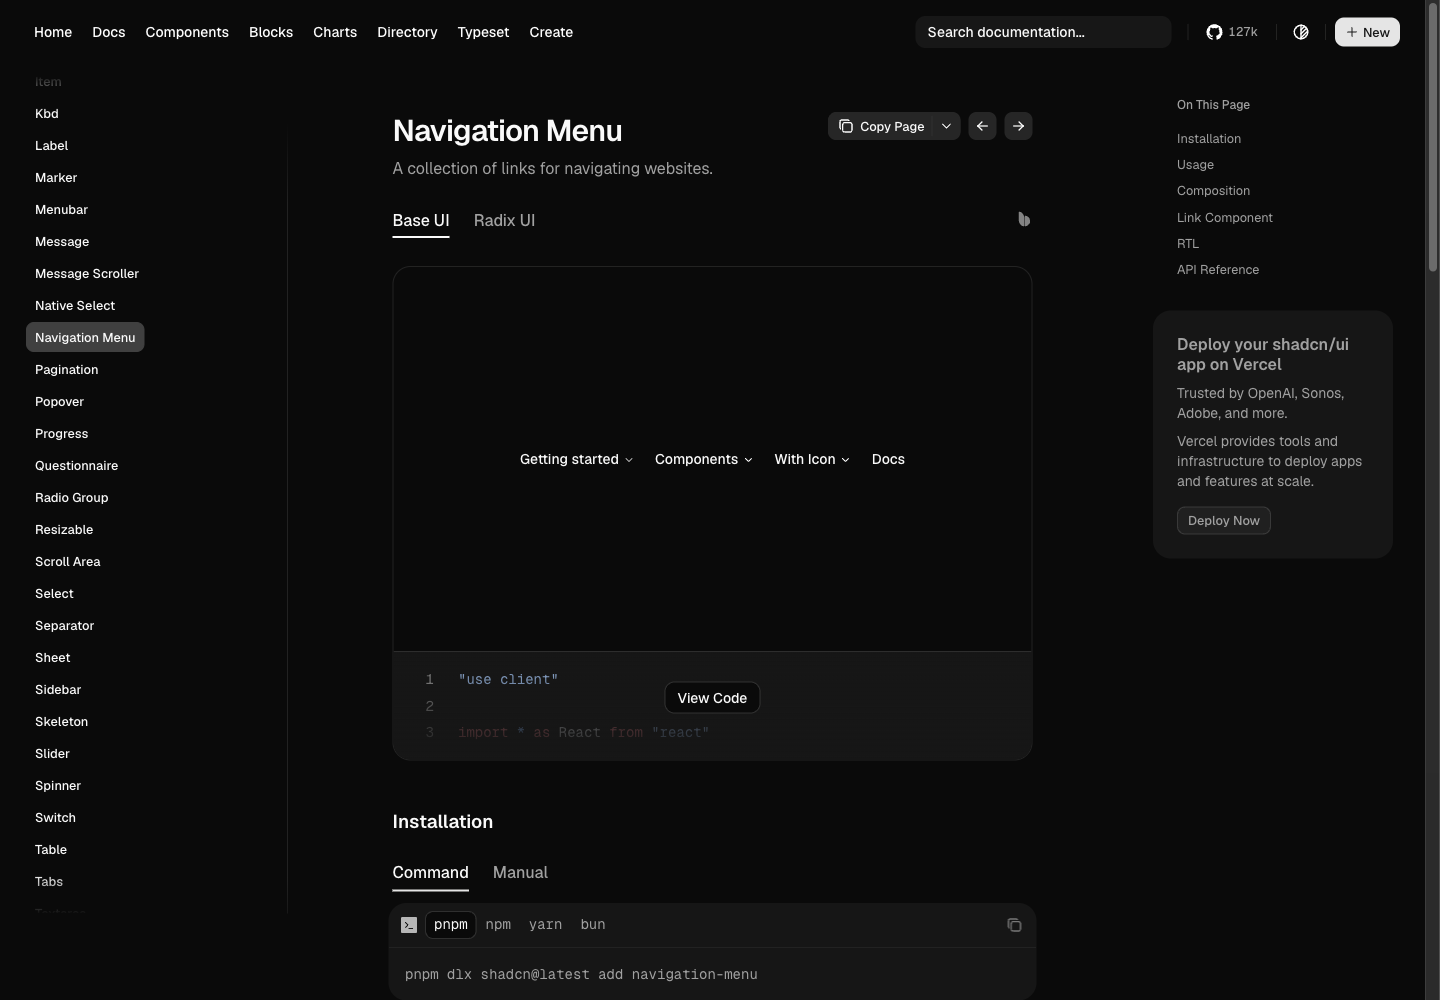 Home Docs Components Blocks Charts Directory Typeset Create
Search documentation...
127k
New
Item
Kbd
Label
Marker
Menubar
Message
Message Scroller
Native Select
Navigation Menu
Pagination
Popover
Progress
Questionnaire
Radio Group
Resizable
Scroll Area
Select
Separator
Sheet
Sidebar
Skeleton
Slider
Spinner
Switch
Table
Tabs
Navigation Menu
Copy Page
A collection of links for navigating websites.
Base UI Radix UI
Getting started Components With Icon Docs
1 "use client"
2
View Code
3 import * as React from "react"
Installation
Command Manual
pnpm npm yarn bun
pnpm dlx shadcn@latest add navigation-menu
On This Page
Installation
Usage
Composition
Link Component
RTL
API Reference
Deploy your shadcn/ui
app on Vercel
Trusted by OpenAI, Sonos,
Adobe, and more.
Vercel provides tools and
infrastructure to deploy apps
and features at scale.
Deploy Now